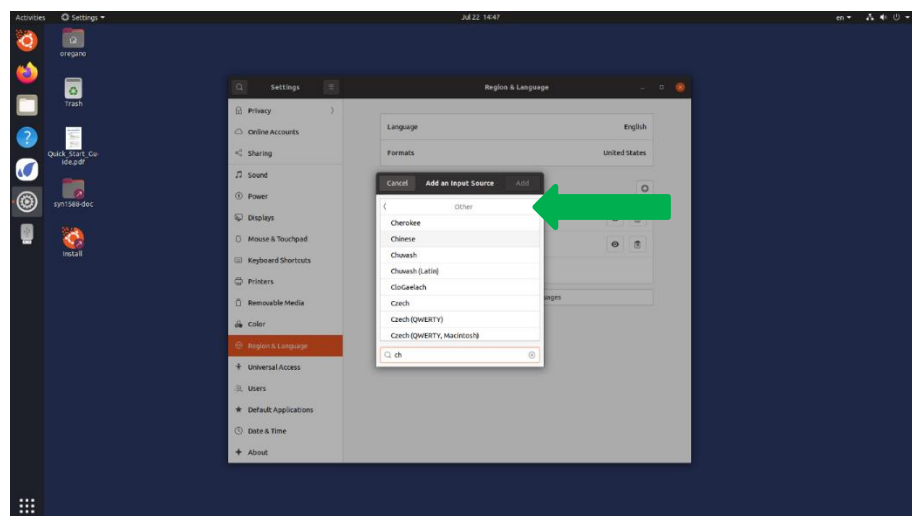 Activities
Settings
Jul 22 14:47
en
oregano
Trash
Quick_Start_Gu-
ide.pdf
syn1588-doc
Install
Settings
Region & Language
Privacy
Online Accounts
Sharing
Sound
Power
Displays
Mouse & Touchpad
Keyboard Shortcuts
Printers
Removable Media
Color
Region & Language
Universal Access
Users
Default Applications
Date & Time
About
Language
English
Formats
United States
Cancel
Add an Input Source
Add
Other
Cherokee
Chinese
Chuvash
Chuvash (Latin)
CloGaelach
Czech
Czech (QWERTY)
Czech (QWERTY, Macintosh)
ch